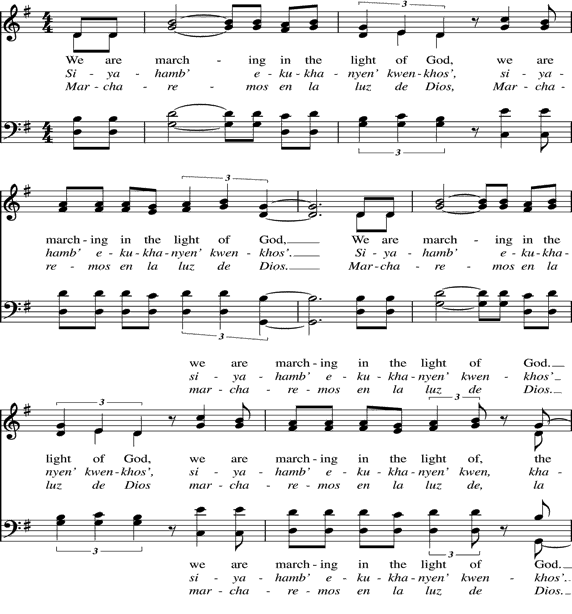 3
We are march - ing in the light of God, we are
Si - ya - hamb' e - ku - kha - nyen' kwen - khos', si - ya -
Mar - cha - re - mos en la luz de Dios, Mar - cha -
3
3
march - ing in the light of God, We are march - ing in the
hamb' e - ku - kha - nyen' kwen - khos'. Si - ya - hamb' e - ku - kha -
re - mos en la luz de Dios. Mar - cha - re - mos en la
3
we are march - ing in the light of God.
si - ya - hamb' e - ku - kha - nyen' kwen - khos'
mar - cha - re - mos en la luz de Dios.
3 3
light of God, we are march - ing in the light of, the
nyen' kwen - khos', si - ya - hamb' e - ku - kha - nyen' kwen, kha -
luz de Dios mar - cha - re - mos en la luz de, la
3 3
we are march - ing in the light of God.
si - ya - hamb' e - ku - kha - nyen' kwen - khos'.
mar - cha - re - mos en la luz de Dios.